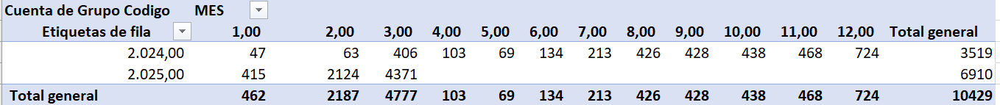 Cuenta de Grupo Codigo MES
Etiquetas de fila 1,00 2,00 3,00 4,00 5,00 6,00 7,00 8,00 9,00 10,00 11,00 12,00 Total general
2.024,00 47 63 406 103 69 134 213 426 428 438 468 724 3519
2.025,00 415 2124 4371 6910
Total general 462 2187 4777 103 69 134 213 426 428 438 468 724 10429